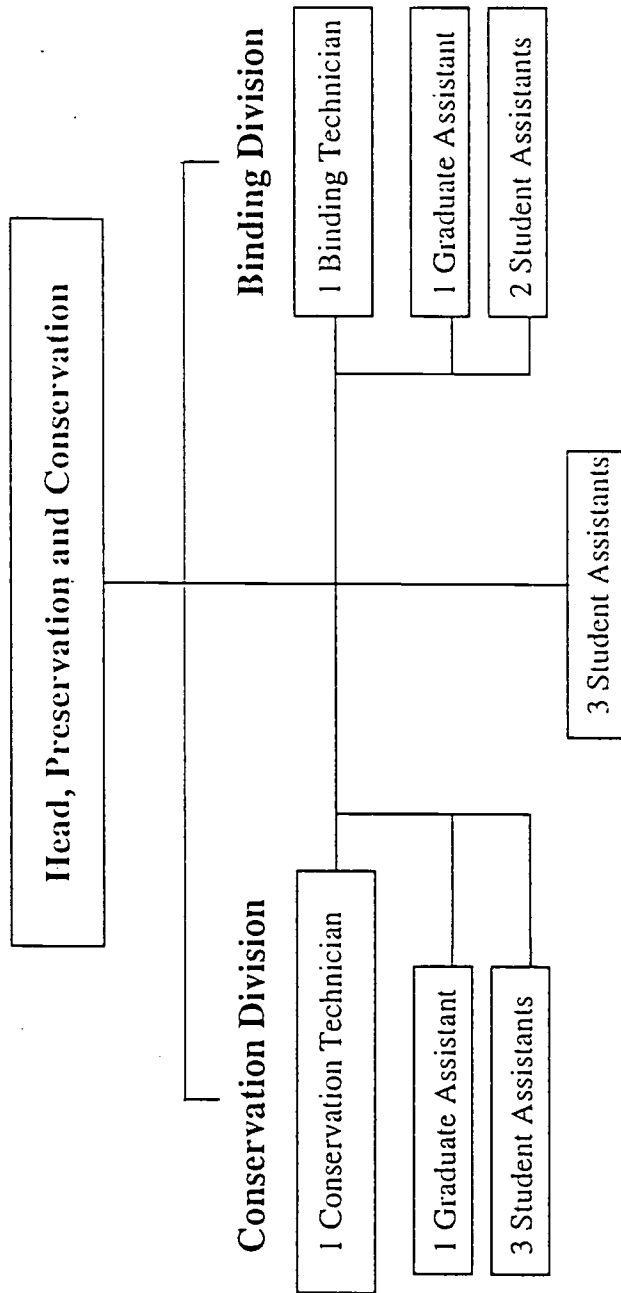 Head, Preservation and Conservation
Conservation Division
1 Conservation Technician
1 Graduate Assistant
3 Student Assistants
Binding Division
1 Binding Technician
1 Graduate Assistant
2 Student Assistants
3 Student Assistants